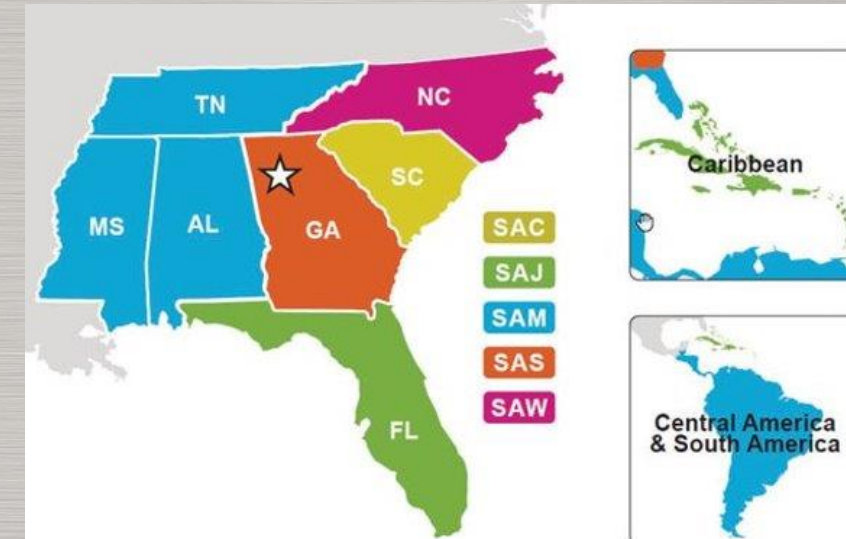 TN
NC
SC
MS
AL
GA
FL
SAC
SAJ
SAM
SAS
SAW
Caribbean
Central America
& South America